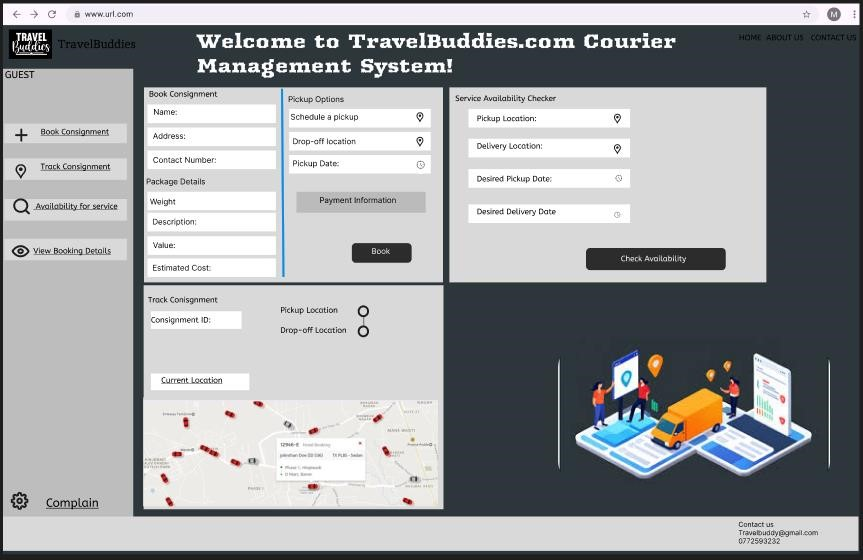 www.url.com
M
TRAVEL
Buddies
TravelBuddies
Welcome to TravelBuddies.com Courier
Management System!
HOME ABOUT US CONTACT US
GUEST
Book Consignment
Track Consignment
Availability for service
View Booking Details
Complain
Book Consignment
Name:
Address:
Contact Number:
Package Details
Weight
Description:
Value:
Estimated Cost:
Pickup Options
Schedule a pickup
Drop-off location
Pickup Date:
Payment Information
Book
Service Availability Checker
Pickup Location:
Delivery Location:
Desired Pickup Date:
Desired Delivery Date
Check Availability
Track Conisgnment
Consignment ID:
Pickup Location
Drop-off Location
Current Location
12946-E Hotel Booking
PHASE I
Contact us
Travelbuddy@gmail.com
0772593232